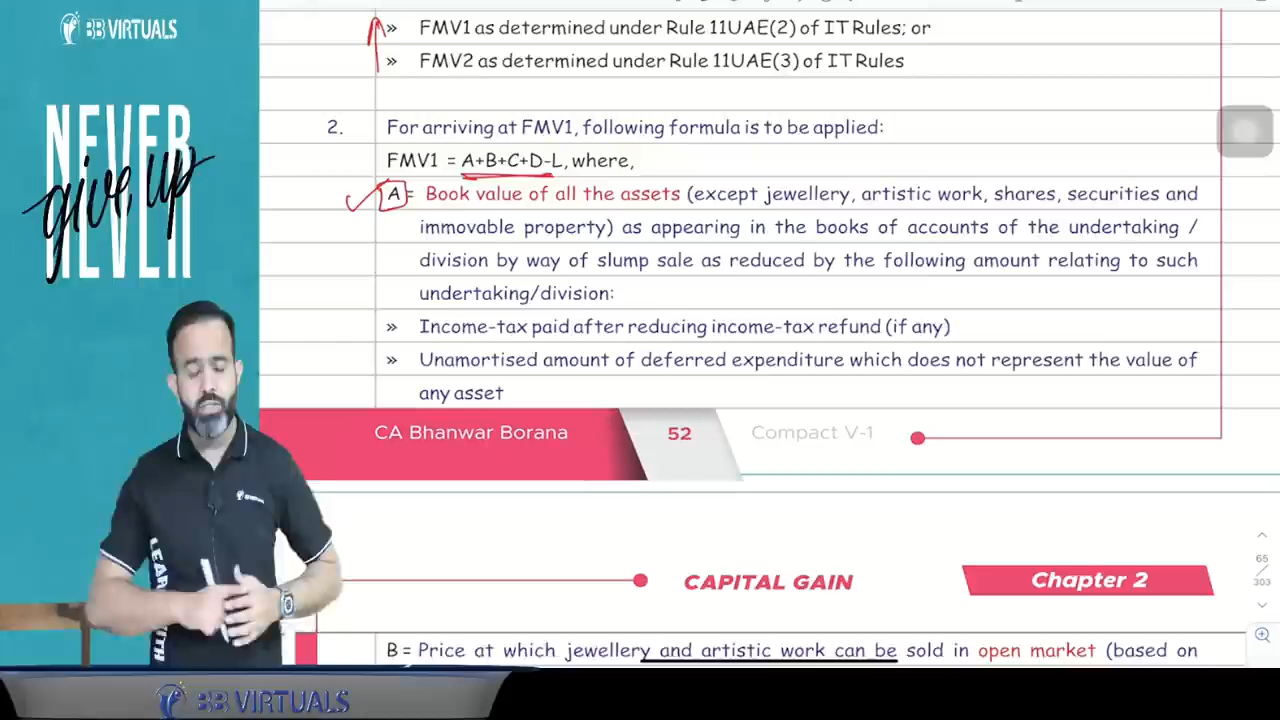 BB VIRTUALS
NEVER
give up
NEVER
» FMV1 as determined under Rule 11UAE(2) of IT Rules; or
» FMV2 as determined under Rule 11UAE(3) of IT Rules
2. For arriving at FMV1, following formula is to be applied:
FMV1 = A+B+C+D-L, where,
A= Book value of all the assets (except jewellery, artistic work, shares, securities and
immovable property) as appearing in the books of accounts of the undertaking /
division by way of slump sale as reduced by the following amount relating to such
undertaking/division:
» Income-tax paid after reducing income-tax refund (if any)
» Unamortised amount of deferred expenditure which does not represent the value of
any asset
CA Bhanwar Borana 52 Compact V-1
65
/
303
CAPITAL GAIN Chapter 2
B = Price at which jewellery and artistic work can be sold in open market (based on
LEARN WITH
BB VIRTUALS